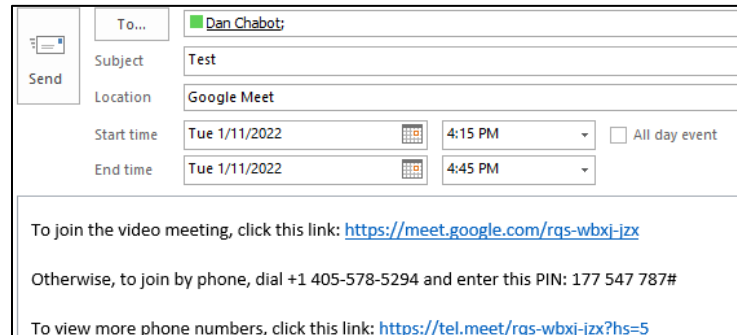 To... Dan Chabot;
Send
Subject Test
Location Google Meet
Start time Tue 1/11/2022 4:15 PM All day event
End time Tue 1/11/2022 4:45 PM
To join the video meeting, click this link: https://meet.google.com/rqs-wbxj-jzx
Otherwise, to join by phone, dial +1 405-578-5294 and enter this PIN: 177 547 787#
To view more phone numbers, click this link: https://tel.meet/rqs-wbxj-jzx?hs=5